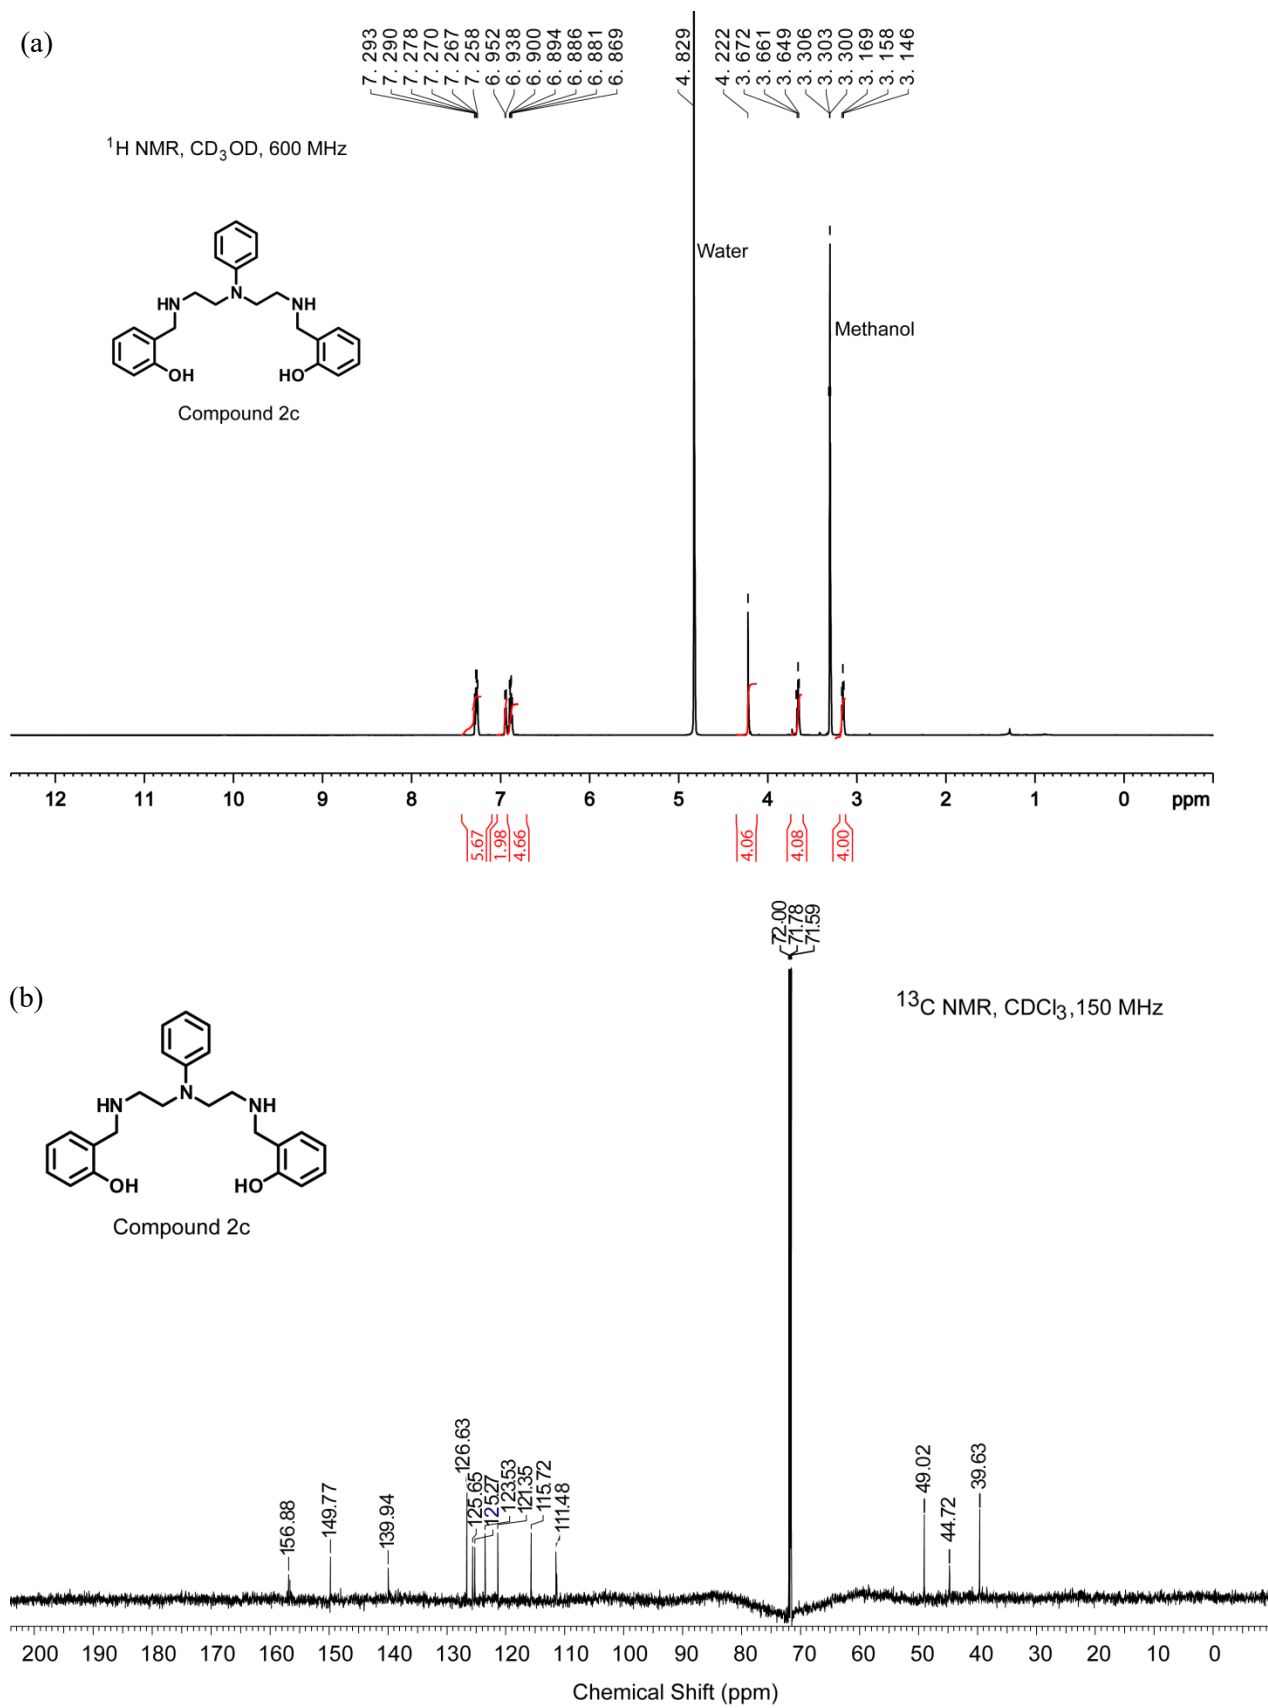 (a)
7.293
7.290
7.278
7.270
7.267
7.258
6.952
6.938
6.900
6.894
6.886
6.881
6.869
4.829
4.222
3.672
3.661
3.649
3.306
3.303
3.300
3.169
3.158
3.146
¹H NMR, CD₃OD, 600 MHz
Water
Methanol
HN
N
NH
OH
HO
Compound 2c
12 11 10 9 8 7 6 5 4 3 2 1 0 ppm
5.67
1.98
4.66
4.06
4.08
4.00
72.00
71.78
71.59
(b)
¹³C NMR, CDCl₃,150 MHz
HN
N
NH
OH
HO
Compound 2c
156.88
149.77
139.94
126.63
125.65
125.27
123.53
121.35
115.72
111.48
49.02
44.72
39.63
200 190 180 170 160 150 140 130 120 110 100 90 80 70 60 50 40 30 20 10 0
Chemical Shift (ppm)